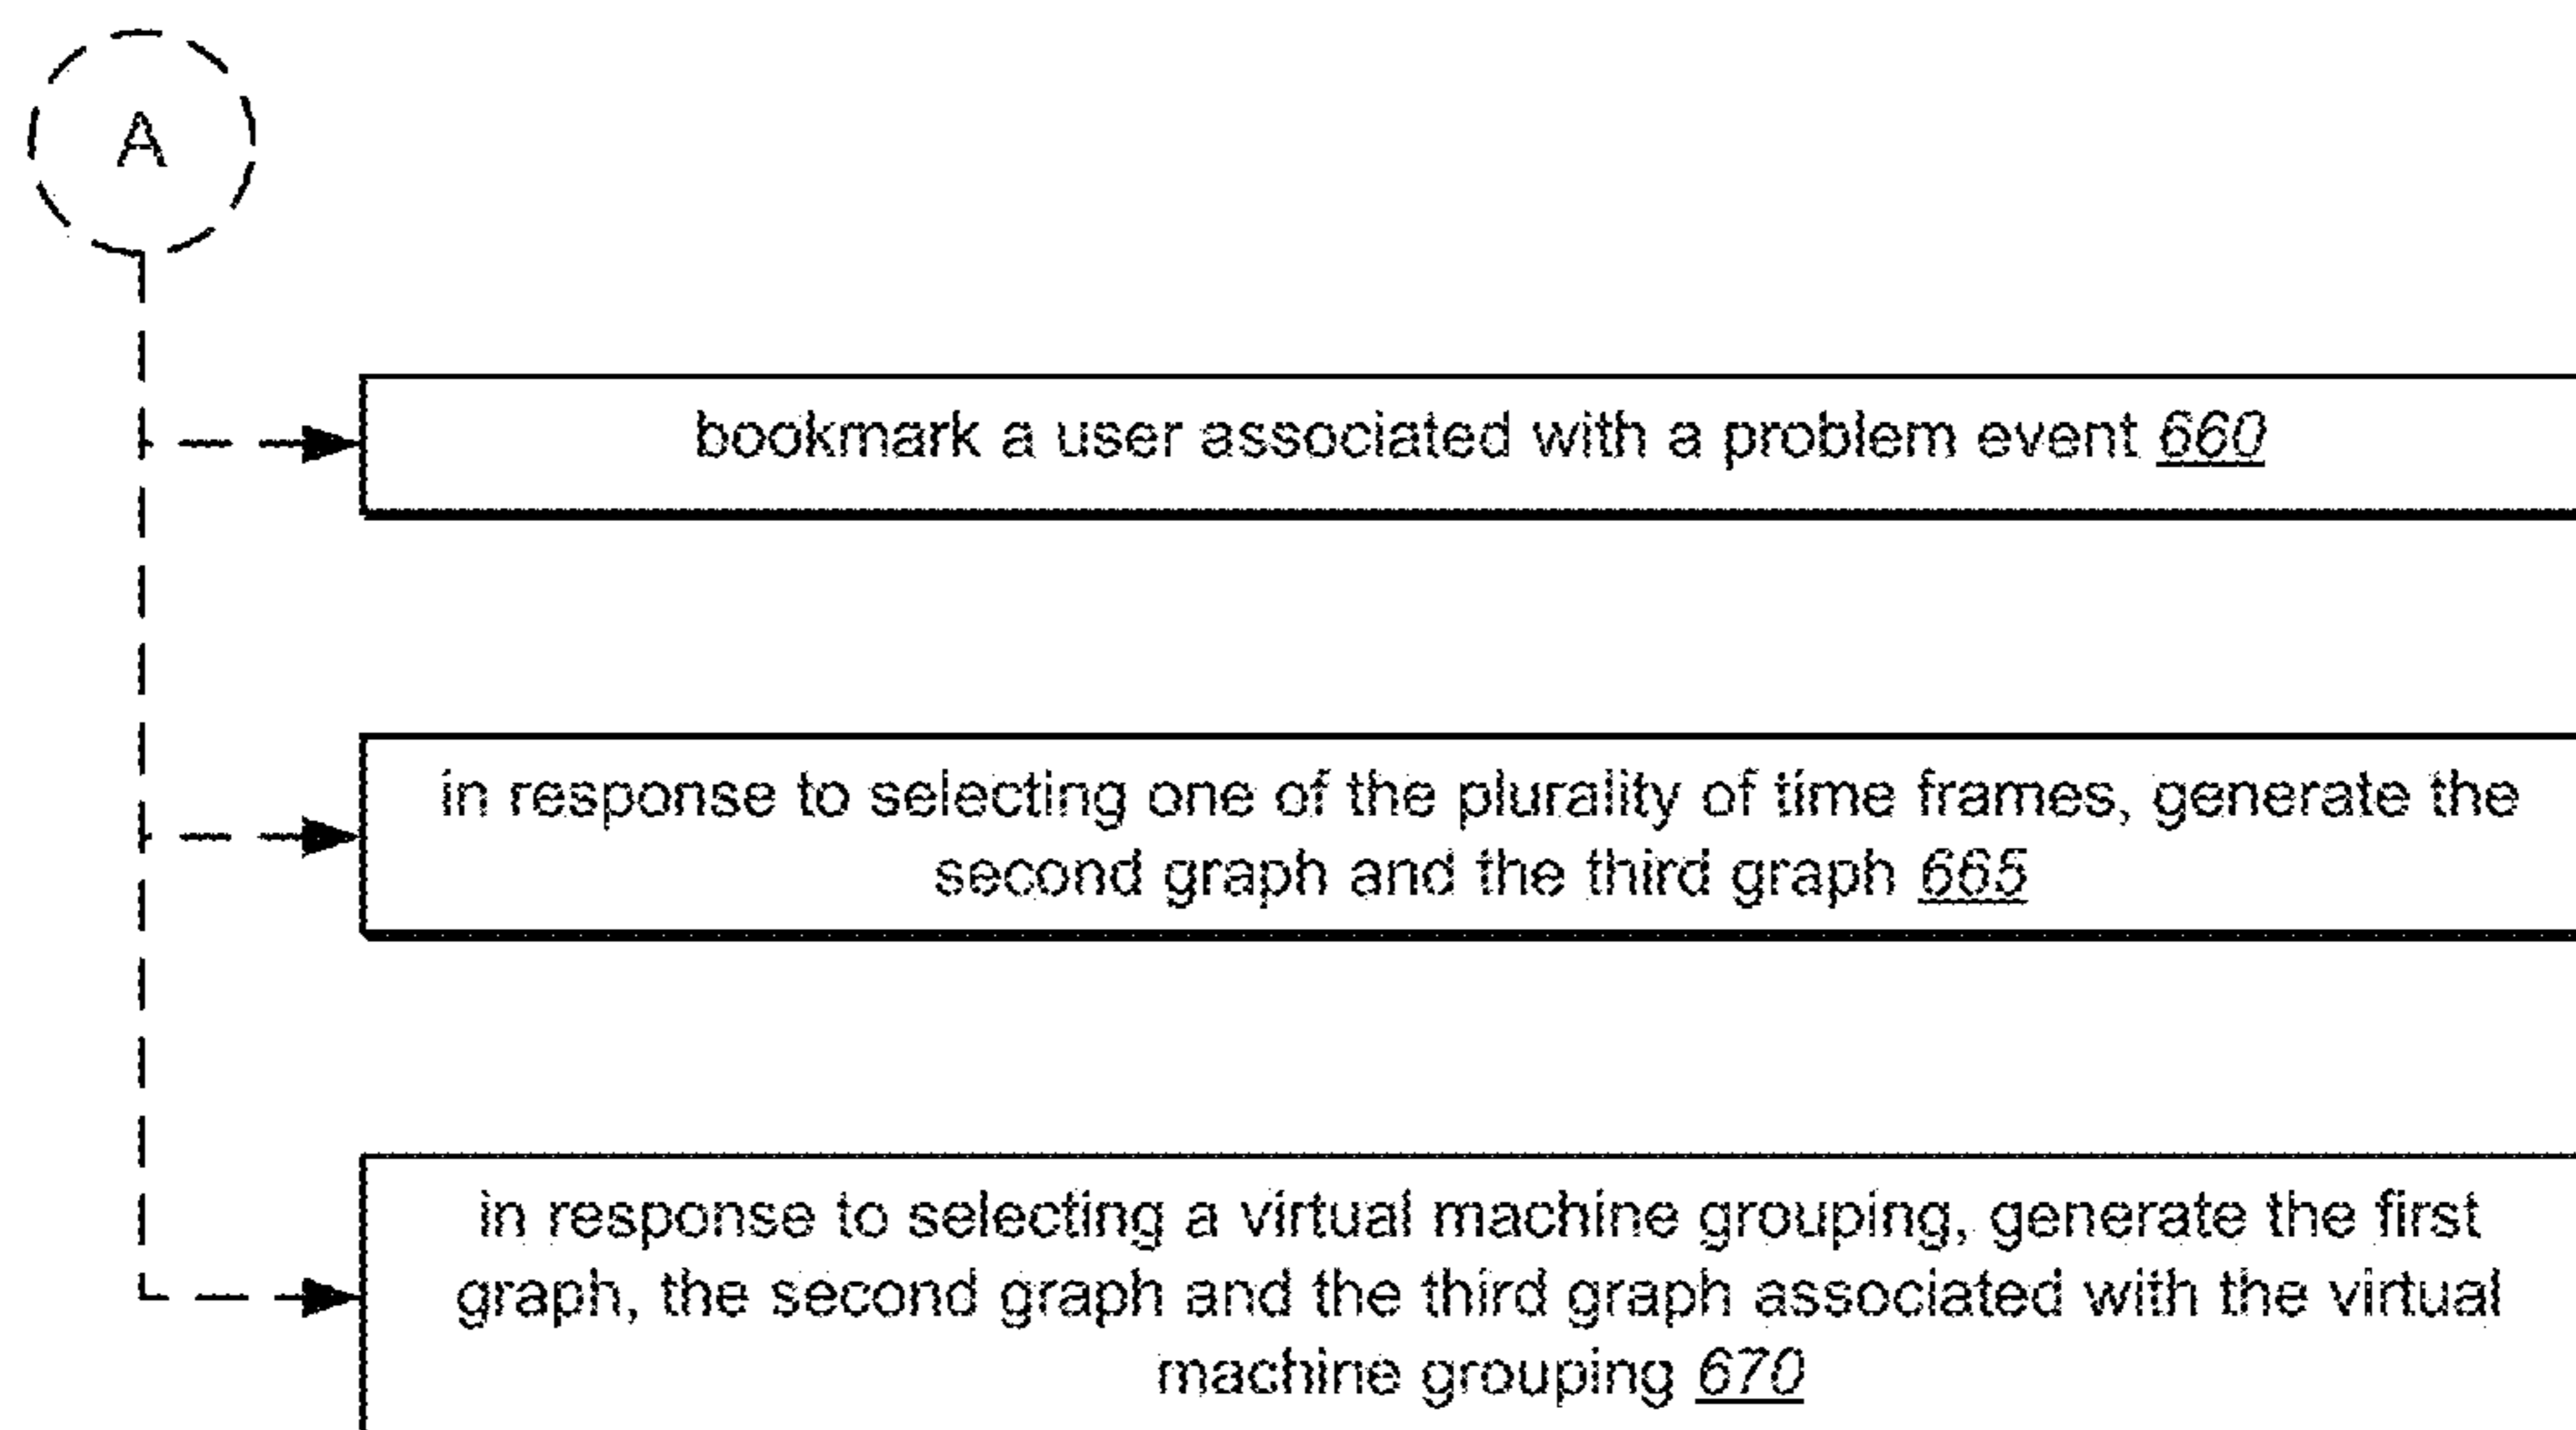 A
bookmark a user associated with a problem event 660
in response to selecting one of the plurality of time frames, generate the
second graph and the third graph 665
in response to selecting a virtual machine grouping, generate the first
graph, the second graph and the third graph associated with the virtual
machine grouping 670